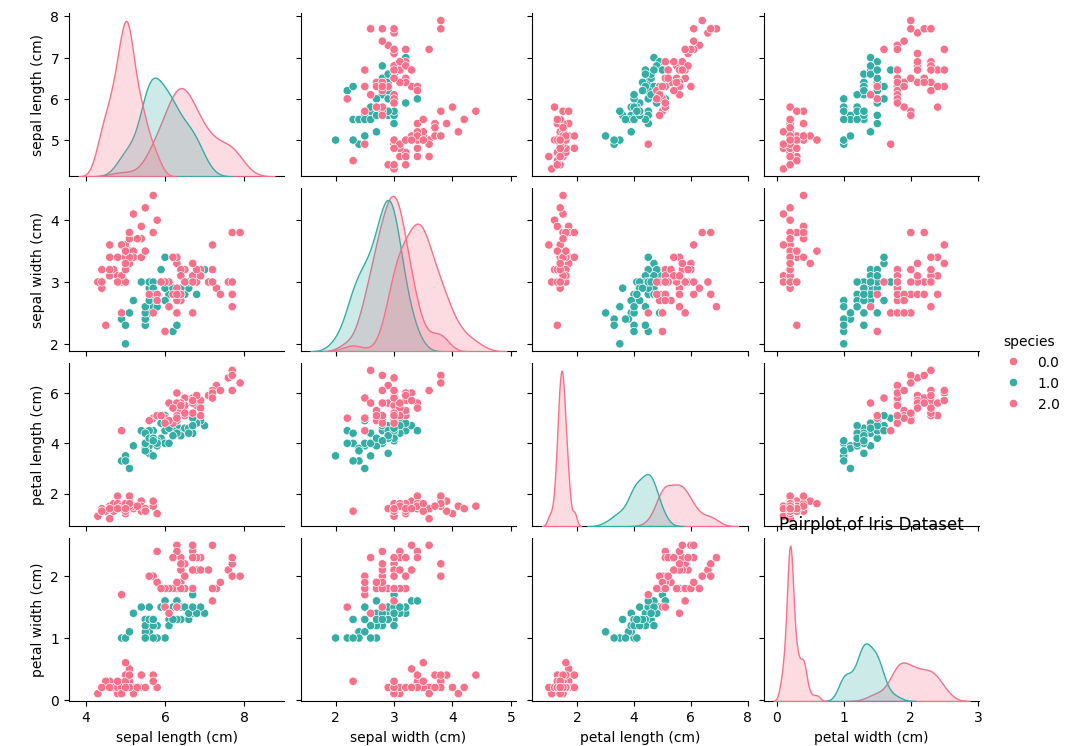 8
7
6
5
sepal length (cm)
4
3
2
sepal width (cm)
6
4
2
petal length (cm)
Pairplot of Iris Dataset
2
1
0
petal width (cm)
4 6 8
2 3 4 5
2 4 6 8
0 1 2 3
sepal length (cm)
sepal width (cm)
petal length (cm)
petal width (cm)
species
0.0
1.0
2.0